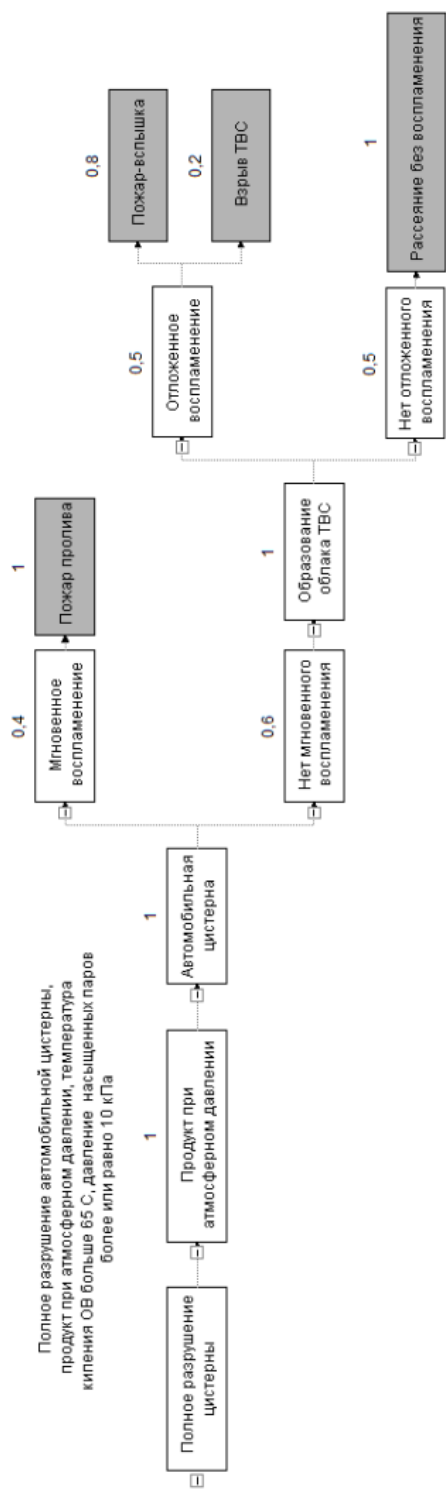 Полное разрушение автомобильной цистерны,
продукт при атмосферном давлении, температура
кипения ОВ больше 65 С, давление насыщенных паров
более или равно 10 кПа
Полное разрушение
цистерны
1
Продукт при
атмосферном давлении
1
Автомобильная
цистерна
0,4
Мгновенное
воспламенение
1
Пожар пролива
0,6
Нет мгновенного
воспламенения
1
Образование
облака ТВС
0,5
Отложенное
воспламенение
0,8
Пожар-вспышка
0,2
Взрыв ТВС
0,5
Нет отложенного
воспламенения
1
Рассеяние без воспламенения